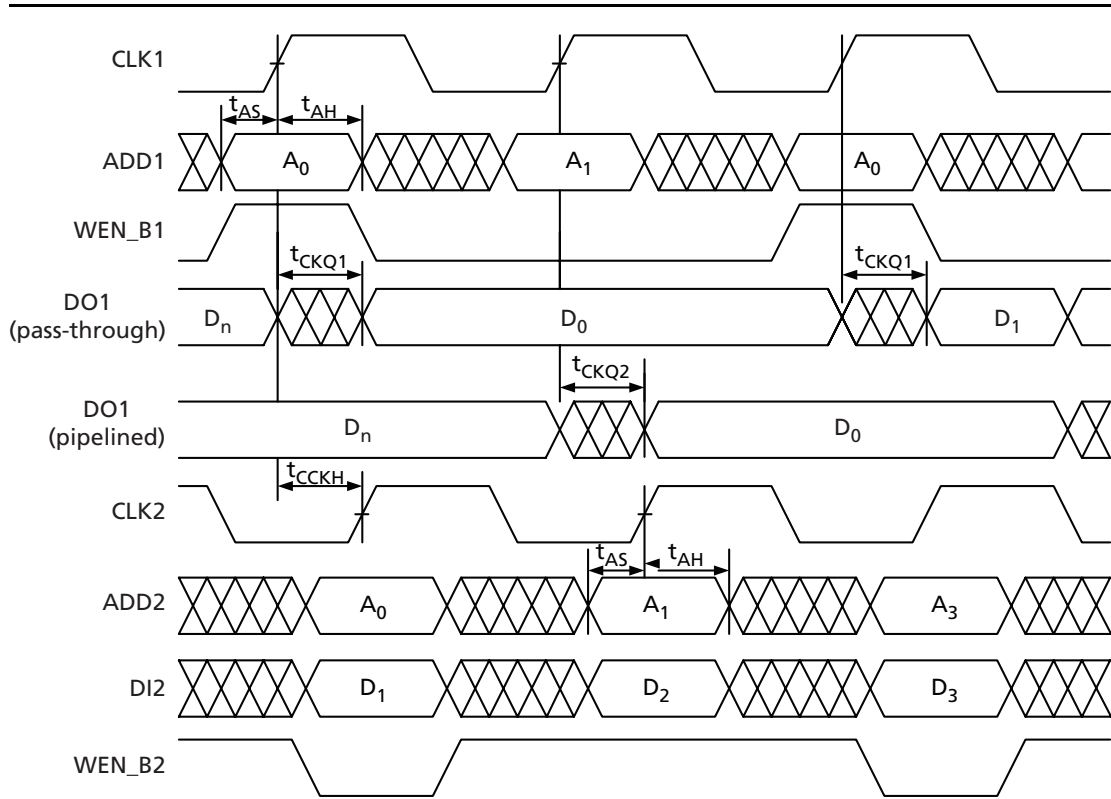 CLK1
tAS tAH
ADD1 A0 A1 A0
WEN_B1
tCKQ1 tCKQ1
DO1
(pass-through) Dn D0 D1
tCKQ2
DO1
(pipelined) Dn D0
tCCKH
CLK2
tAS tAH
ADD2 A0 A1 A3
DI2 D1 D2 D3
WEN_B2